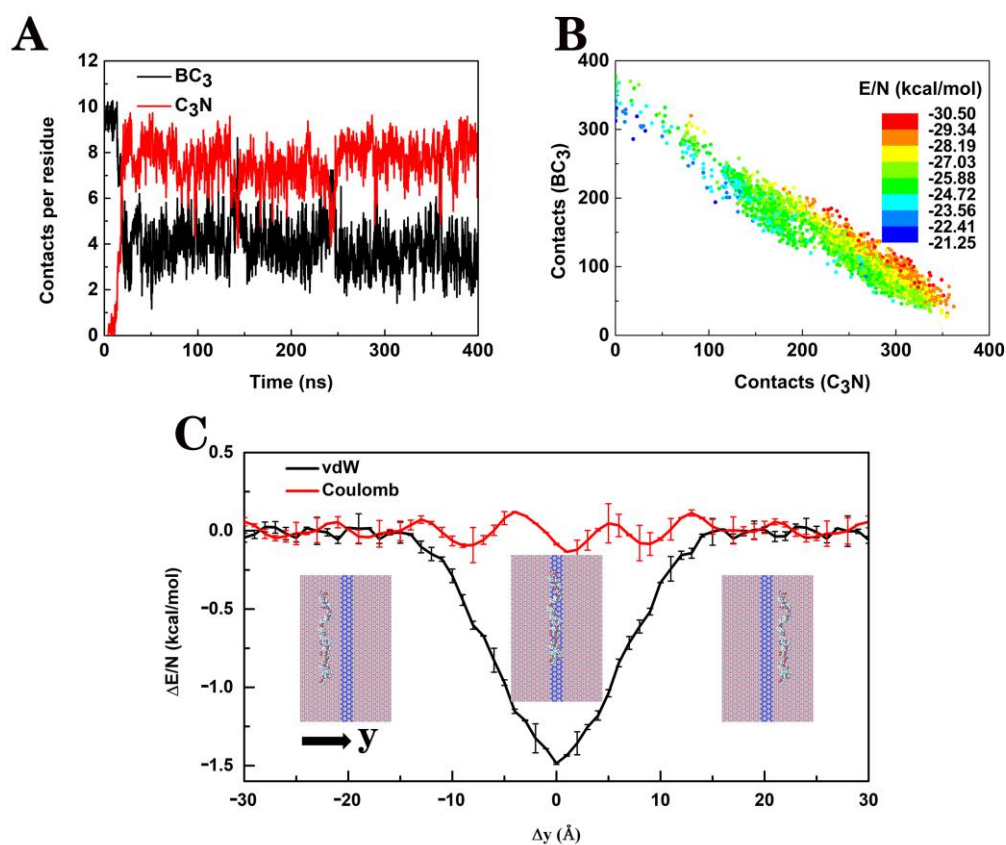 A
12
10
8
6
4
2
0
0
100
200
300
400
Contacts per residue
Time (ns)
BC₃
C₃N
B
400
300
200
100
0
0
100
200
300
400
Contacts (BC₃)
Contacts (C₃N)
E/N (kcal/mol)
-30.50
-29.34
-28.19
-27.03
-25.88
-24.72
-23.56
-22.41
-21.25
C
0.5
0.0
−0.5
−1.0
−1.5
ΔE/N (kcal/mol)
vdW
Coulomb
y
−30
−20
−10
0
10
20
30
Δy (Å)